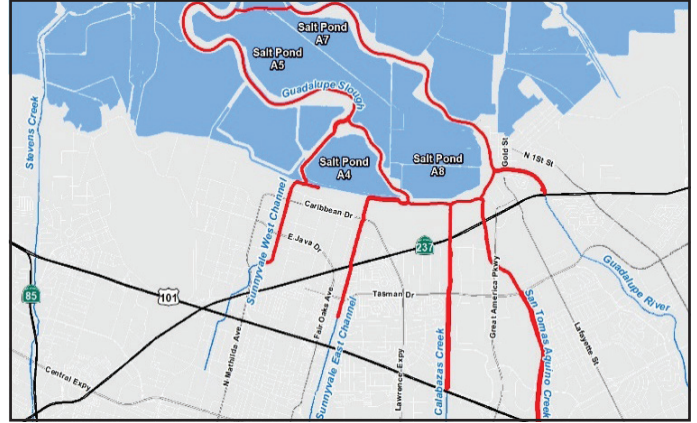 Salt Pond
A7
Salt Pond
A5
Guadalupe Slough
Stevens Creek
Salt Pond
A4
Salt Pond
A8
Gold St
N 1St St
Caribbean Dr
E Java Dr
237
Sunnyvale West Channel
85
101
Tasman Dr
Great America Pkwy
Guadalupe River
Fair Oaks Ave
Sunnyvale East Channel
N Mathilda Ave
Lawrence Expy
Calabazas Creek
San Tomas Aquino Creek
Lafayette St
Central Expy